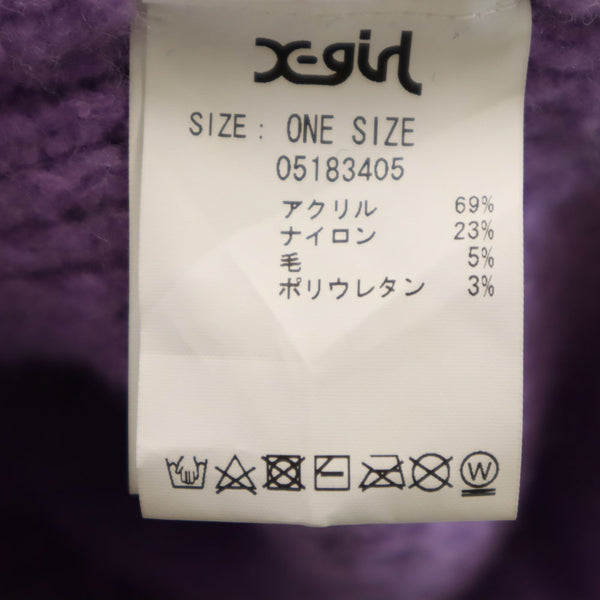 X-girl
SIZE: ONE SIZE
05183405
アクリル 69%
ナイロン 23%
毛 5%
ポリウレタン 3%
W